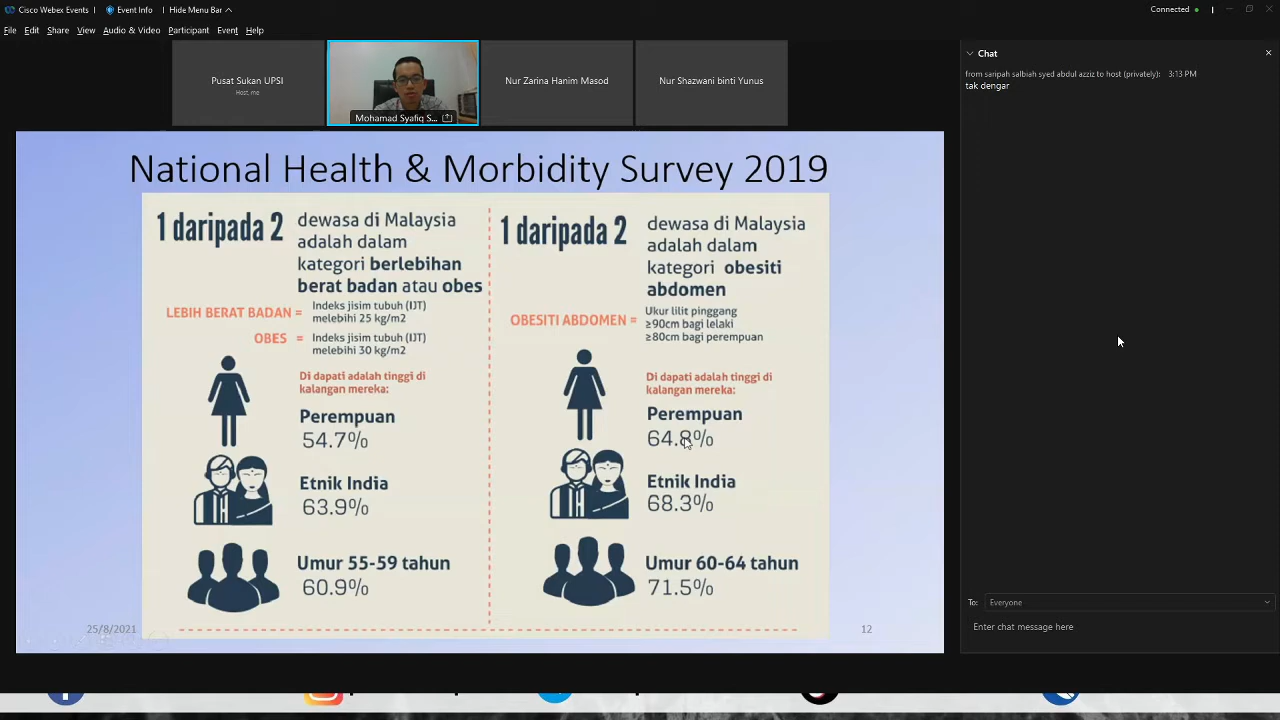 Cisco Webex Events
Event Info
Hide Menu Bar
Connected
File Edit Share View Audio & Video Participant Event Help
Pusat Sukan UPSI
Host, me
Mohamad Syafiq S...
Nur Zarina Hanim Masod
Nur Shazwani binti Yunus
National Health & Morbidity Survey 2019
1 daripada 2
dewasa di Malaysia
adalah dalam
kategori berlebihan
berat badan atau obes
LEBIH BERAT BADAN =
Indeks jisim tubuh (IJT)
melebihi 25 kg/m2
OBES =
Indeks jisim tubuh (IJT)
melebihi 30 kg/m2
Di dapati adalah tinggi di
kalangan mereka:
Perempuan
54.7%
Etnik India
63.9%
Umur 55-59 tahun
60.9%
1 daripada 2
dewasa di Malaysia
adalah dalam
kategori obesiti
abdomen
OBESITI ABDOMEN =
Ukur lilit pinggang
≥90cm bagi lelaki
≥80cm bagi perempuan
Di dapati adalah tinggi di
kalangan mereka:
Perempuan
64.8%
Etnik India
68.3%
Umur 60-64 tahun
71.5%
25/8/2021
12
Chat
from saripah salbiah syed abdul azziz to host (privately): 3:13 PM
tak dengar
To: Everyone
Enter chat message here